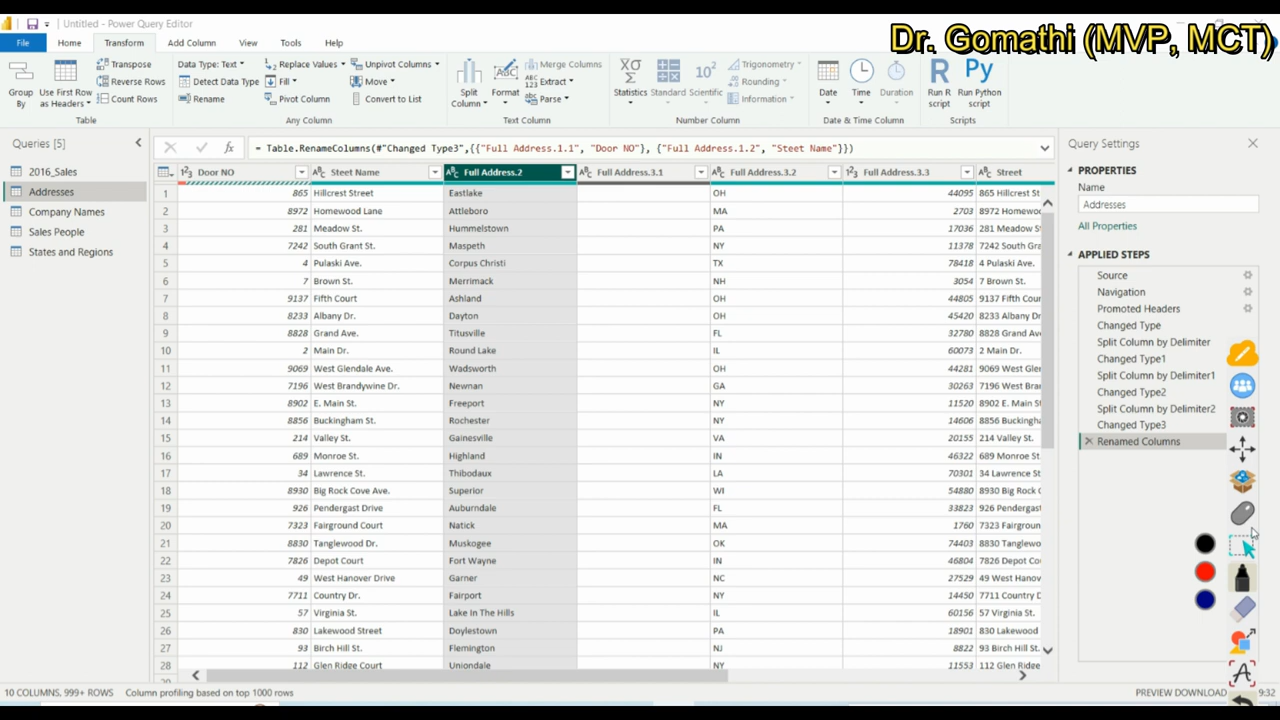 Untitled - Power Query Editor
Dr. Gomathi (MVP, MCT)
File Home Transform Add Column View Tools Help
Group By
Use First Row as Headers
Transpose
Reverse Rows
Count Rows
Table
Data Type: Text
Detect Data Type
Rename
Replace Values
Fill
Pivot Column
Unpivot Columns
Move
Convert to List
Any Column
Split Column
Format
Merge Columns
Extract
Parse
Text Column
Statistics
Standard
Scientific
Trigonometry
Rounding
Information
Number Column
Date
Time
Duration
Date & Time Column
Run R script
Run Python script
Scripts
Queries [5]
2016_Sales
Addresses
Company Names
Sales People
States and Regions
= Table.RenameColumns(#"Changed Type3",{{"Full Address.1.1", "Door NO"}, {"Full Address.1.2", "Steet Name"}})
Door NO Steet Name Full Address.2 Full Address.3.1 Full Address.3.2 Full Address.3.3 Street
1 865 Hillcrest Street Eastlake OH 44095 865 Hillcrest St
2 8972 Homewood Lane Attleboro MA 2703 8972 Homewoo
3 281 Meadow St. Hummelstown PA 17036 281 Meadow S
4 7242 South Grant St. Maspeth NY 11378 7242 South Gra
5 4 Pulaski Ave. Corpus Christi TX 78418 4 Pulaski Ave.
6 7 Brown St. Merrimack NH 3054 7 Brown St.
7 9137 Fifth Court Ashland OH 44805 9137 Fifth Cour
8 8233 Albany Dr. Dayton OH 45420 8233 Albany Dr
9 8828 Grand Ave. Titusville FL 32780 8828 Grand Ave
10 2 Main Dr. Round Lake IL 60073 2 Main Dr.
11 9069 West Glendale Ave. Wadsworth OH 44281 9069 West Gler
12 7196 West Brandywine Dr. Newnan GA 30263 7196 West Bran
13 8902 E. Main St. Freeport NY 11520 8902 E. Main St
14 8856 Buckingham St. Rochester NY 14606 8856 Buckingha
15 214 Valley St. Gainesville VA 20155 214 Valley St.
16 689 Monroe St. Highland IN 46322 689 Monroe St.
17 34 Lawrence St. Thibodaux LA 70301 34 Lawrence St
18 8930 Big Rock Cove Ave. Superior WI 54880 8930 Big Rock C
19 926 Pendergast Drive Auburndale FL 33823 926 Pendergas
20 7323 Fairground Court Natick MA 1760 7323 Fairgroun
21 8830 Tanglewood Dr. Muskogee OK 74403 8830 Tanglewo
22 7826 Depot Court Fort Wayne IN 46804 7826 Depot Co
23 49 West Hanover Drive Garner NC 27529 49 West Hanov
24 7711 Country Dr. Fairport NY 14450 7711 Country D
25 57 Virginia St. Lake In The Hills IL 60156 57 Virginia St.
26 830 Lakewood Street Doylestown PA 18901 830 Lakewood
27 93 Birch Hill St. Flemington NJ 8822 93 Birch Hill St.
28 112 Glen Ridge Court Uniondale NY 11553 112 Glen Ridge
Query Settings
PROPERTIES
Name
Addresses
All Properties
APPLIED STEPS
Source
Navigation
Promoted Headers
Changed Type
Split Column by Delimiter
Changed Type1
Split Column by Delimiter1
Changed Type2
Split Column by Delimiter2
Changed Type3
Renamed Columns
10 COLUMNS, 999+ ROWS Column profiling based on top 1000 rows PREVIEW DOWNLOAD 9:32